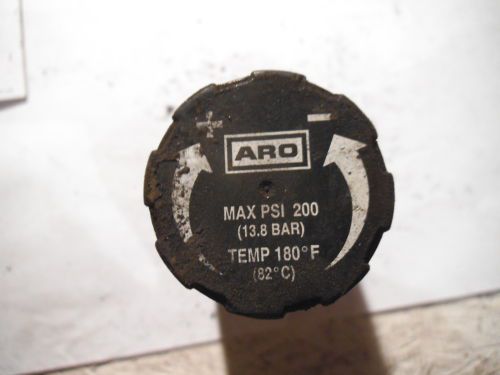 + -
ARO
MAX PSI 200
(13.8 BAR)
TEMP 180°F
(82°C)